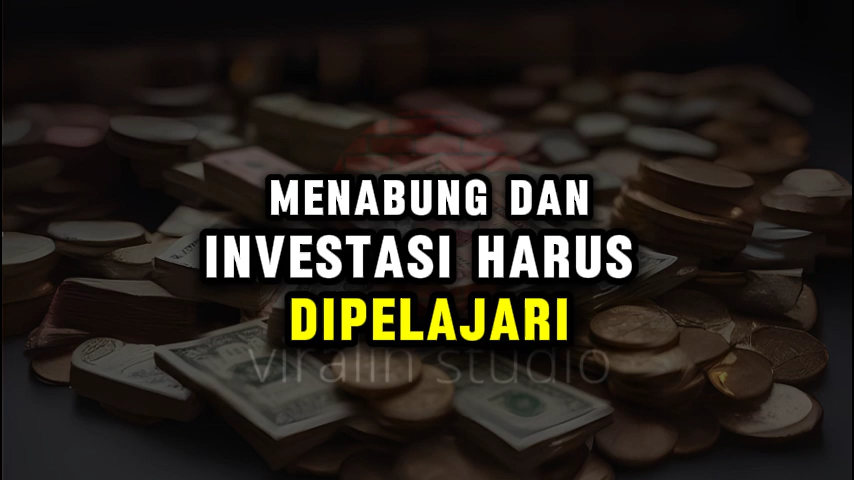 MENABUNG DAN
INVESTASI HARUS
DIPELAJARI
viralin studio